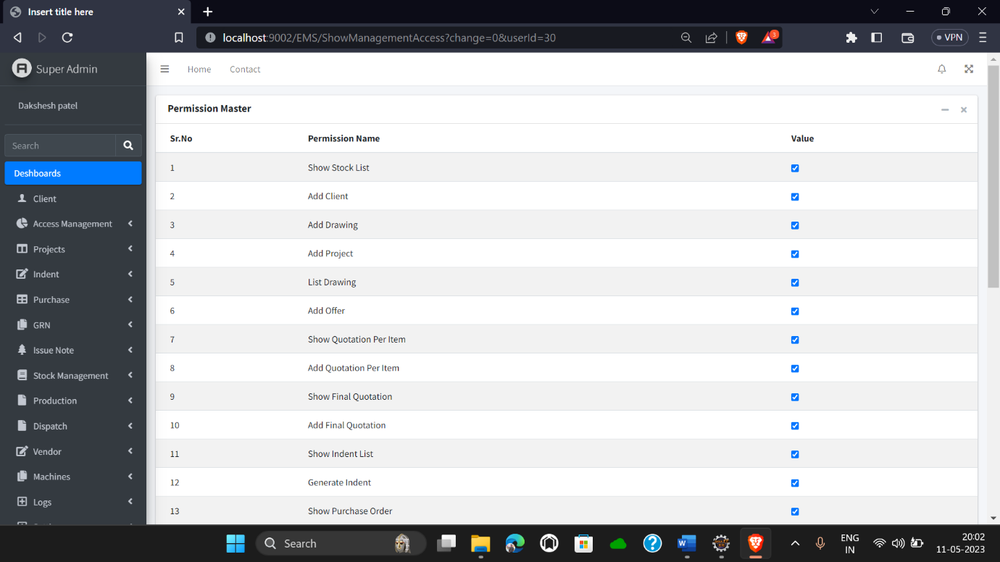 Insert title here
localhost:9002/EMS/ShowManagementAccess?change=0&userId=30
3
VPN
Super Admin
Home Contact
Dakshesh patel
Permission Master
Search
Sr.No Permission Name Value
Deshboards
1 Show Stock List
Client
2 Add Client
Access Management
3 Add Drawing
Projects
4 Add Project
Indent
5 List Drawing
Purchase
6 Add Offer
GRN
7 Show Quotation Per Item
Issue Note
8 Add Quotation Per Item
Stock Management
9 Show Final Quotation
Production
10 Add Final Quotation
Dispatch
11 Show Indent List
Vendor
12 Generate Indent
Machines
13 Show Purchase Order
Logs
Search
ENG
IN
20:02
11-05-2023